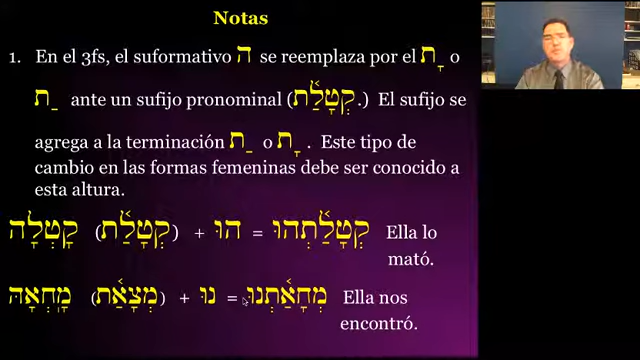 Notas
1. En el 3fs, el suformativo ה se reemplaza por el תָ o
תַ ante un sufijo pronominal (קְטָלַ֫ת.) El sufijo se
agrega a la terminación תַ o תָ . Este tipo de
cambio en las formas femeninas debe ser conocido a
esta altura.
קָטְלָה (קְטָלַ֫ת) + הוּ = קְטָלַ֫תְהוּ Ella lo
mató.
מָֽחְאָה (מְצָאַ֫ת) + נוּ = מְחָאַ֫תְנוּ Ella nos
encontró.